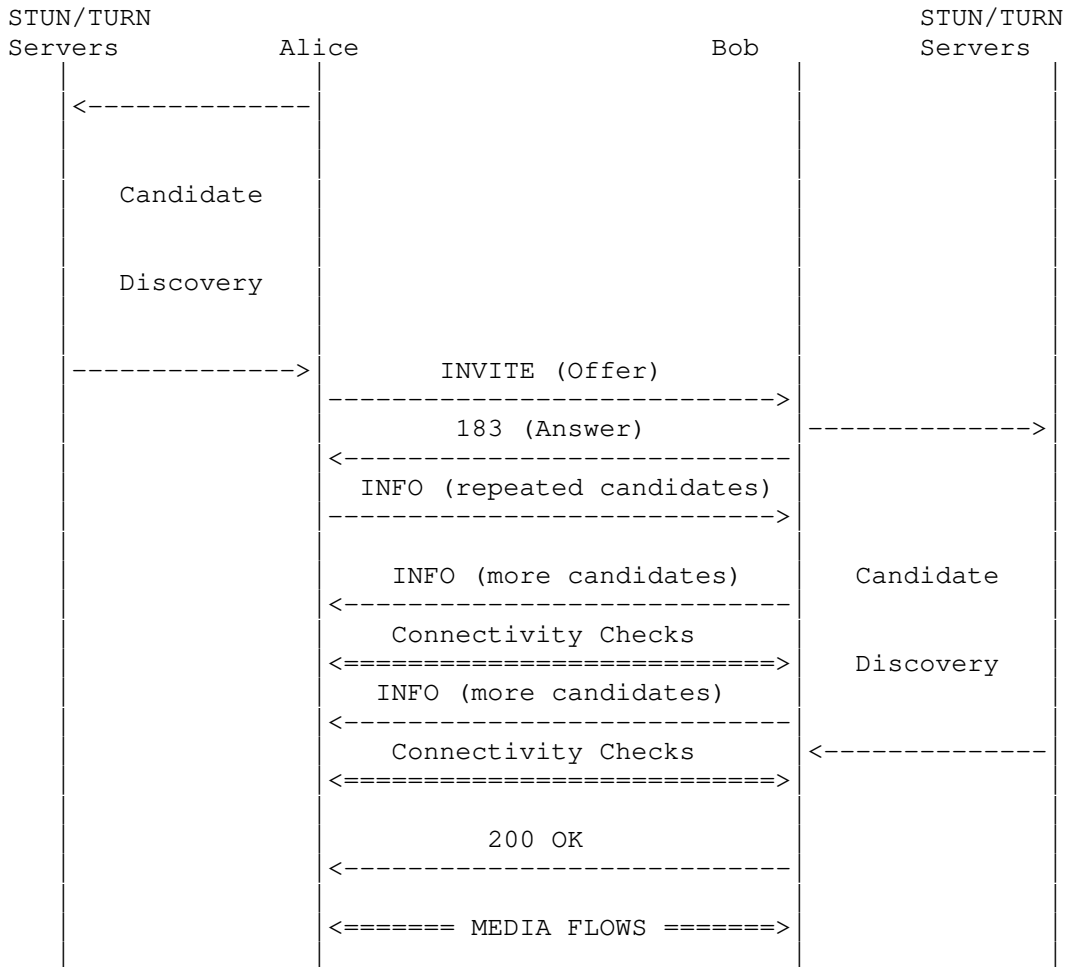 STUN/TURN STUN/TURN
Servers Alice Bob Servers
Candidate
Discovery
INVITE (Offer)
183 (Answer)
INFO (repeated candidates)
INFO (more candidates) Candidate
Connectivity Checks
Discovery
INFO (more candidates)
Connectivity Checks
200 OK
MEDIA FLOWS